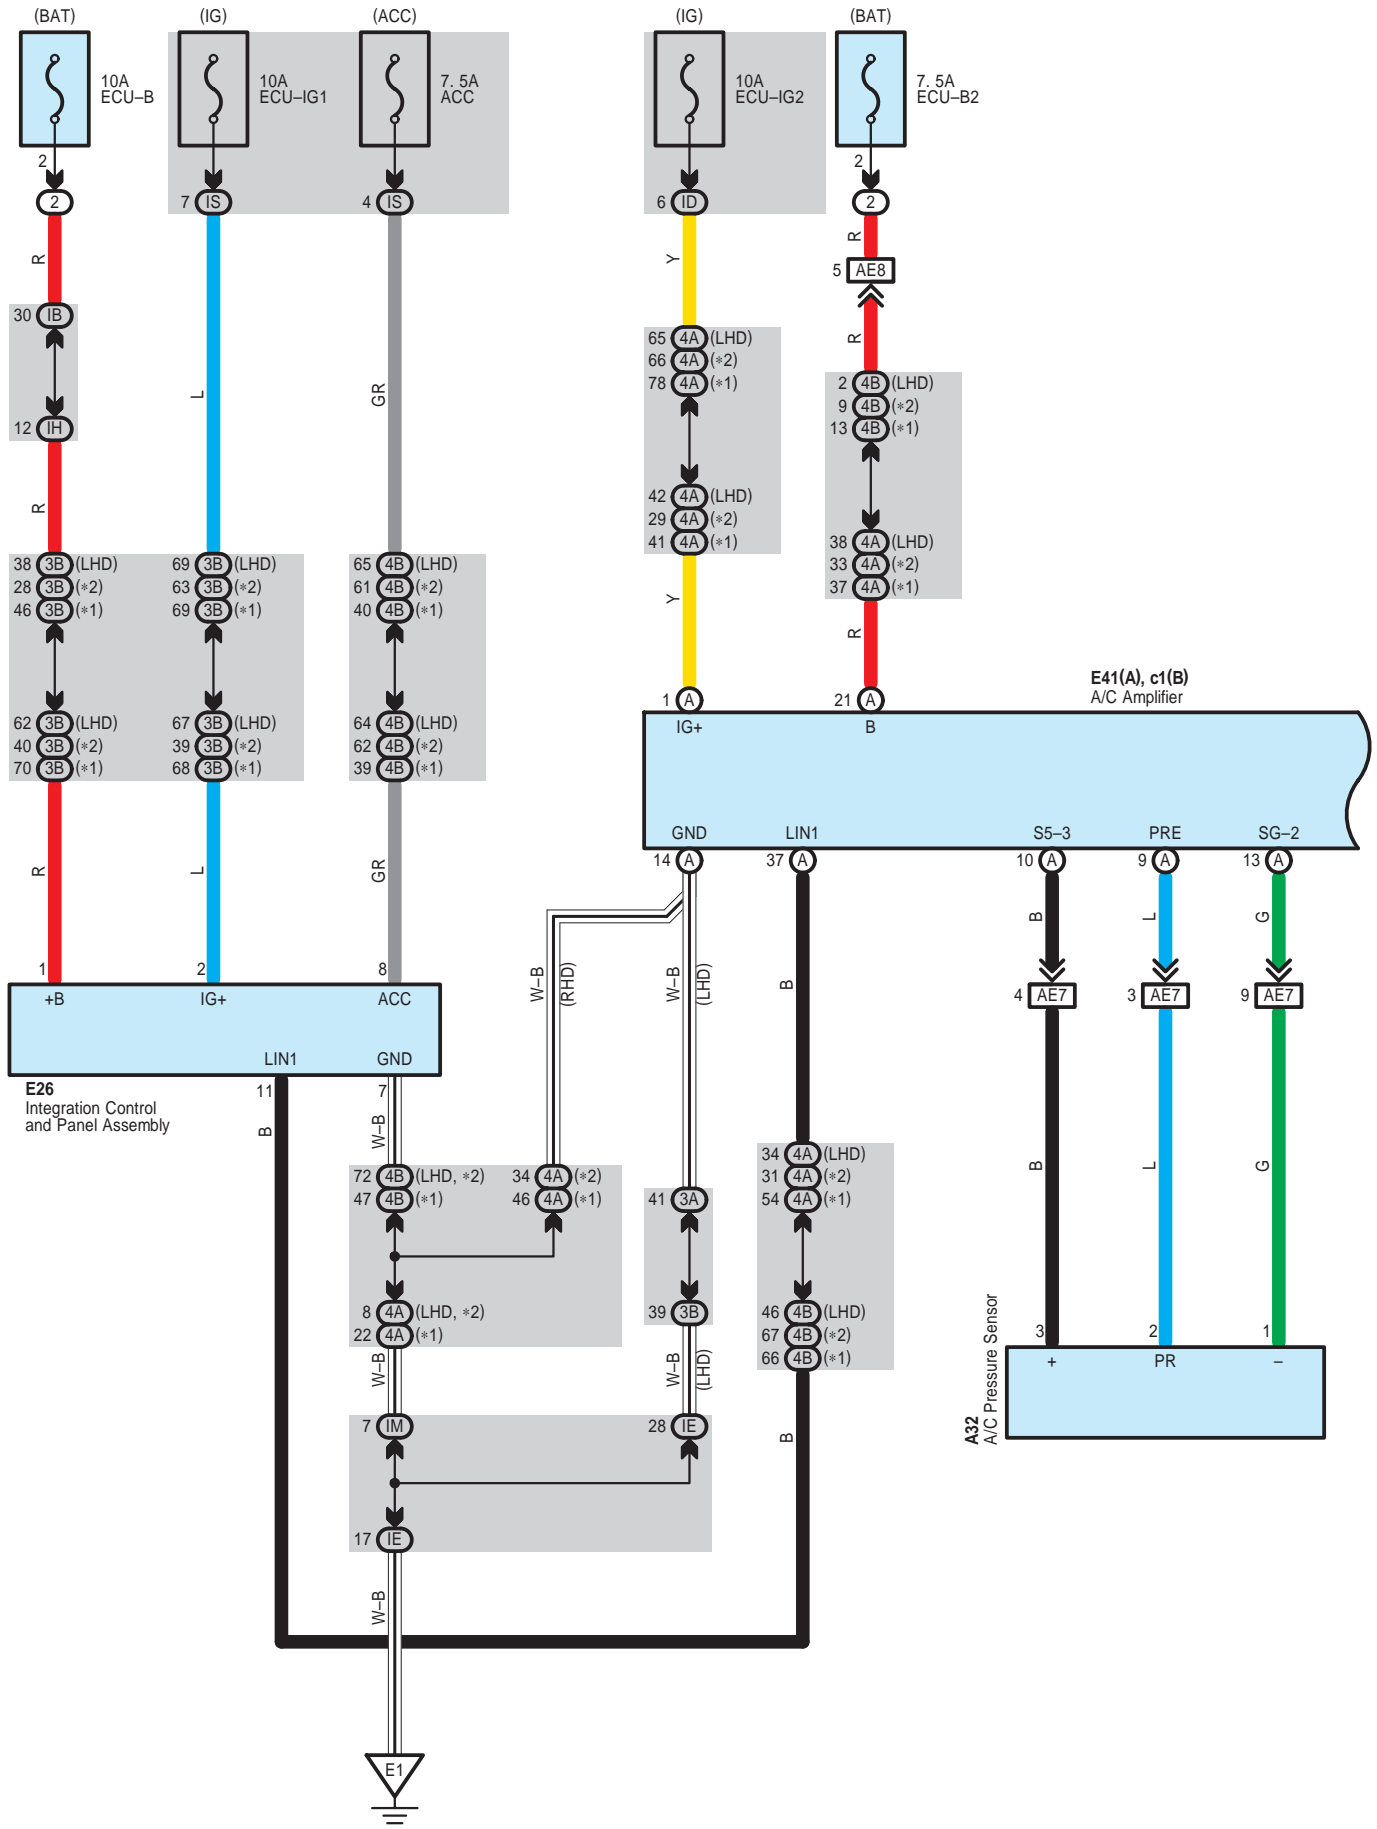 (BAT) (IG) (ACC) (IG) (BAT)
10A ECU–B
10A ECU–IG1
7. 5A ACC
10A ECU–IG2
7. 5A ECU–B2
2 2
2 7 IS 4 IS 6 ID 2
R Y R
5 AE8
30 IB
R
65 4A (LHD)
66 4A (*2)
78 4A (*1)
2 4B (LHD)
9 4B (*2)
13 4B (*1)
L GR
12 IH
42 4A (LHD)
29 4A (*2)
41 4A (*1)
R
38 4A (LHD)
33 4A (*2)
37 4A (*1)
38 3B (LHD) 69 3B (LHD) 65 4B (LHD)
28 3B (*2) 63 3B (*2) 61 4B (*2)
46 3B (*1) 69 3B (*1) 40 4B (*1)
Y R
E41(A), c1(B)
A/C Amplifier
1 A 21 A
IG+ B
62 3B (LHD) 67 3B (LHD) 64 4B (LHD)
40 3B (*2) 39 3B (*2) 62 4B (*2)
70 3B (*1) 68 3B (*1) 39 4B (*1)
GND LIN1 S5–3 PRE SG–2
14 A 37 A 10 A 9 A 13 A
R L GR
B L G
1 2 8
W–B (RHD) W–B (LHD) B
4 AE7 3 AE7 9 AE7
+B IG+ ACC
LIN1 GND
E26
Integration Control
and Panel Assembly
11 7
B W–B
72 4B (LHD, *2) 34 4A (*2)
47 4B (*1) 46 4A (*1)
41 3A
34 4A (LHD)
31 4A (*2)
54 4A (*1)
B L G
8 4A (LHD, *2)
22 4A (*1)
39 3B
46 4B (LHD)
67 4B (*2)
66 4B (*1)
W–B W–B (LHD)
3 2 1
+ PR –
A32
A/C Pressure Sensor
7 IM 28 IE B
17 IE
W–B
E1